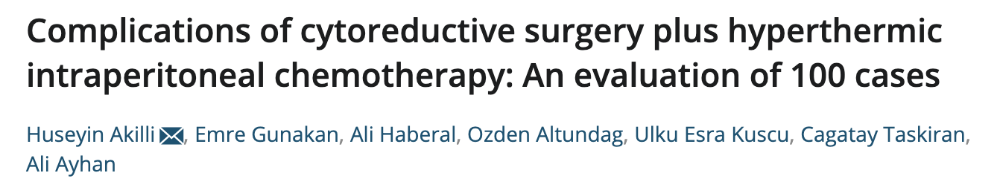 Complications of cytoreductive surgery plus hyperthermic
intraperitoneal chemotherapy: An evaluation of 100 cases
Huseyin Akilli, Emre Gunakan, Ali Haberal, Ozden Altundag, Ulku Esra Kuscu, Cagatay Taskiran,
Ali Ayhan